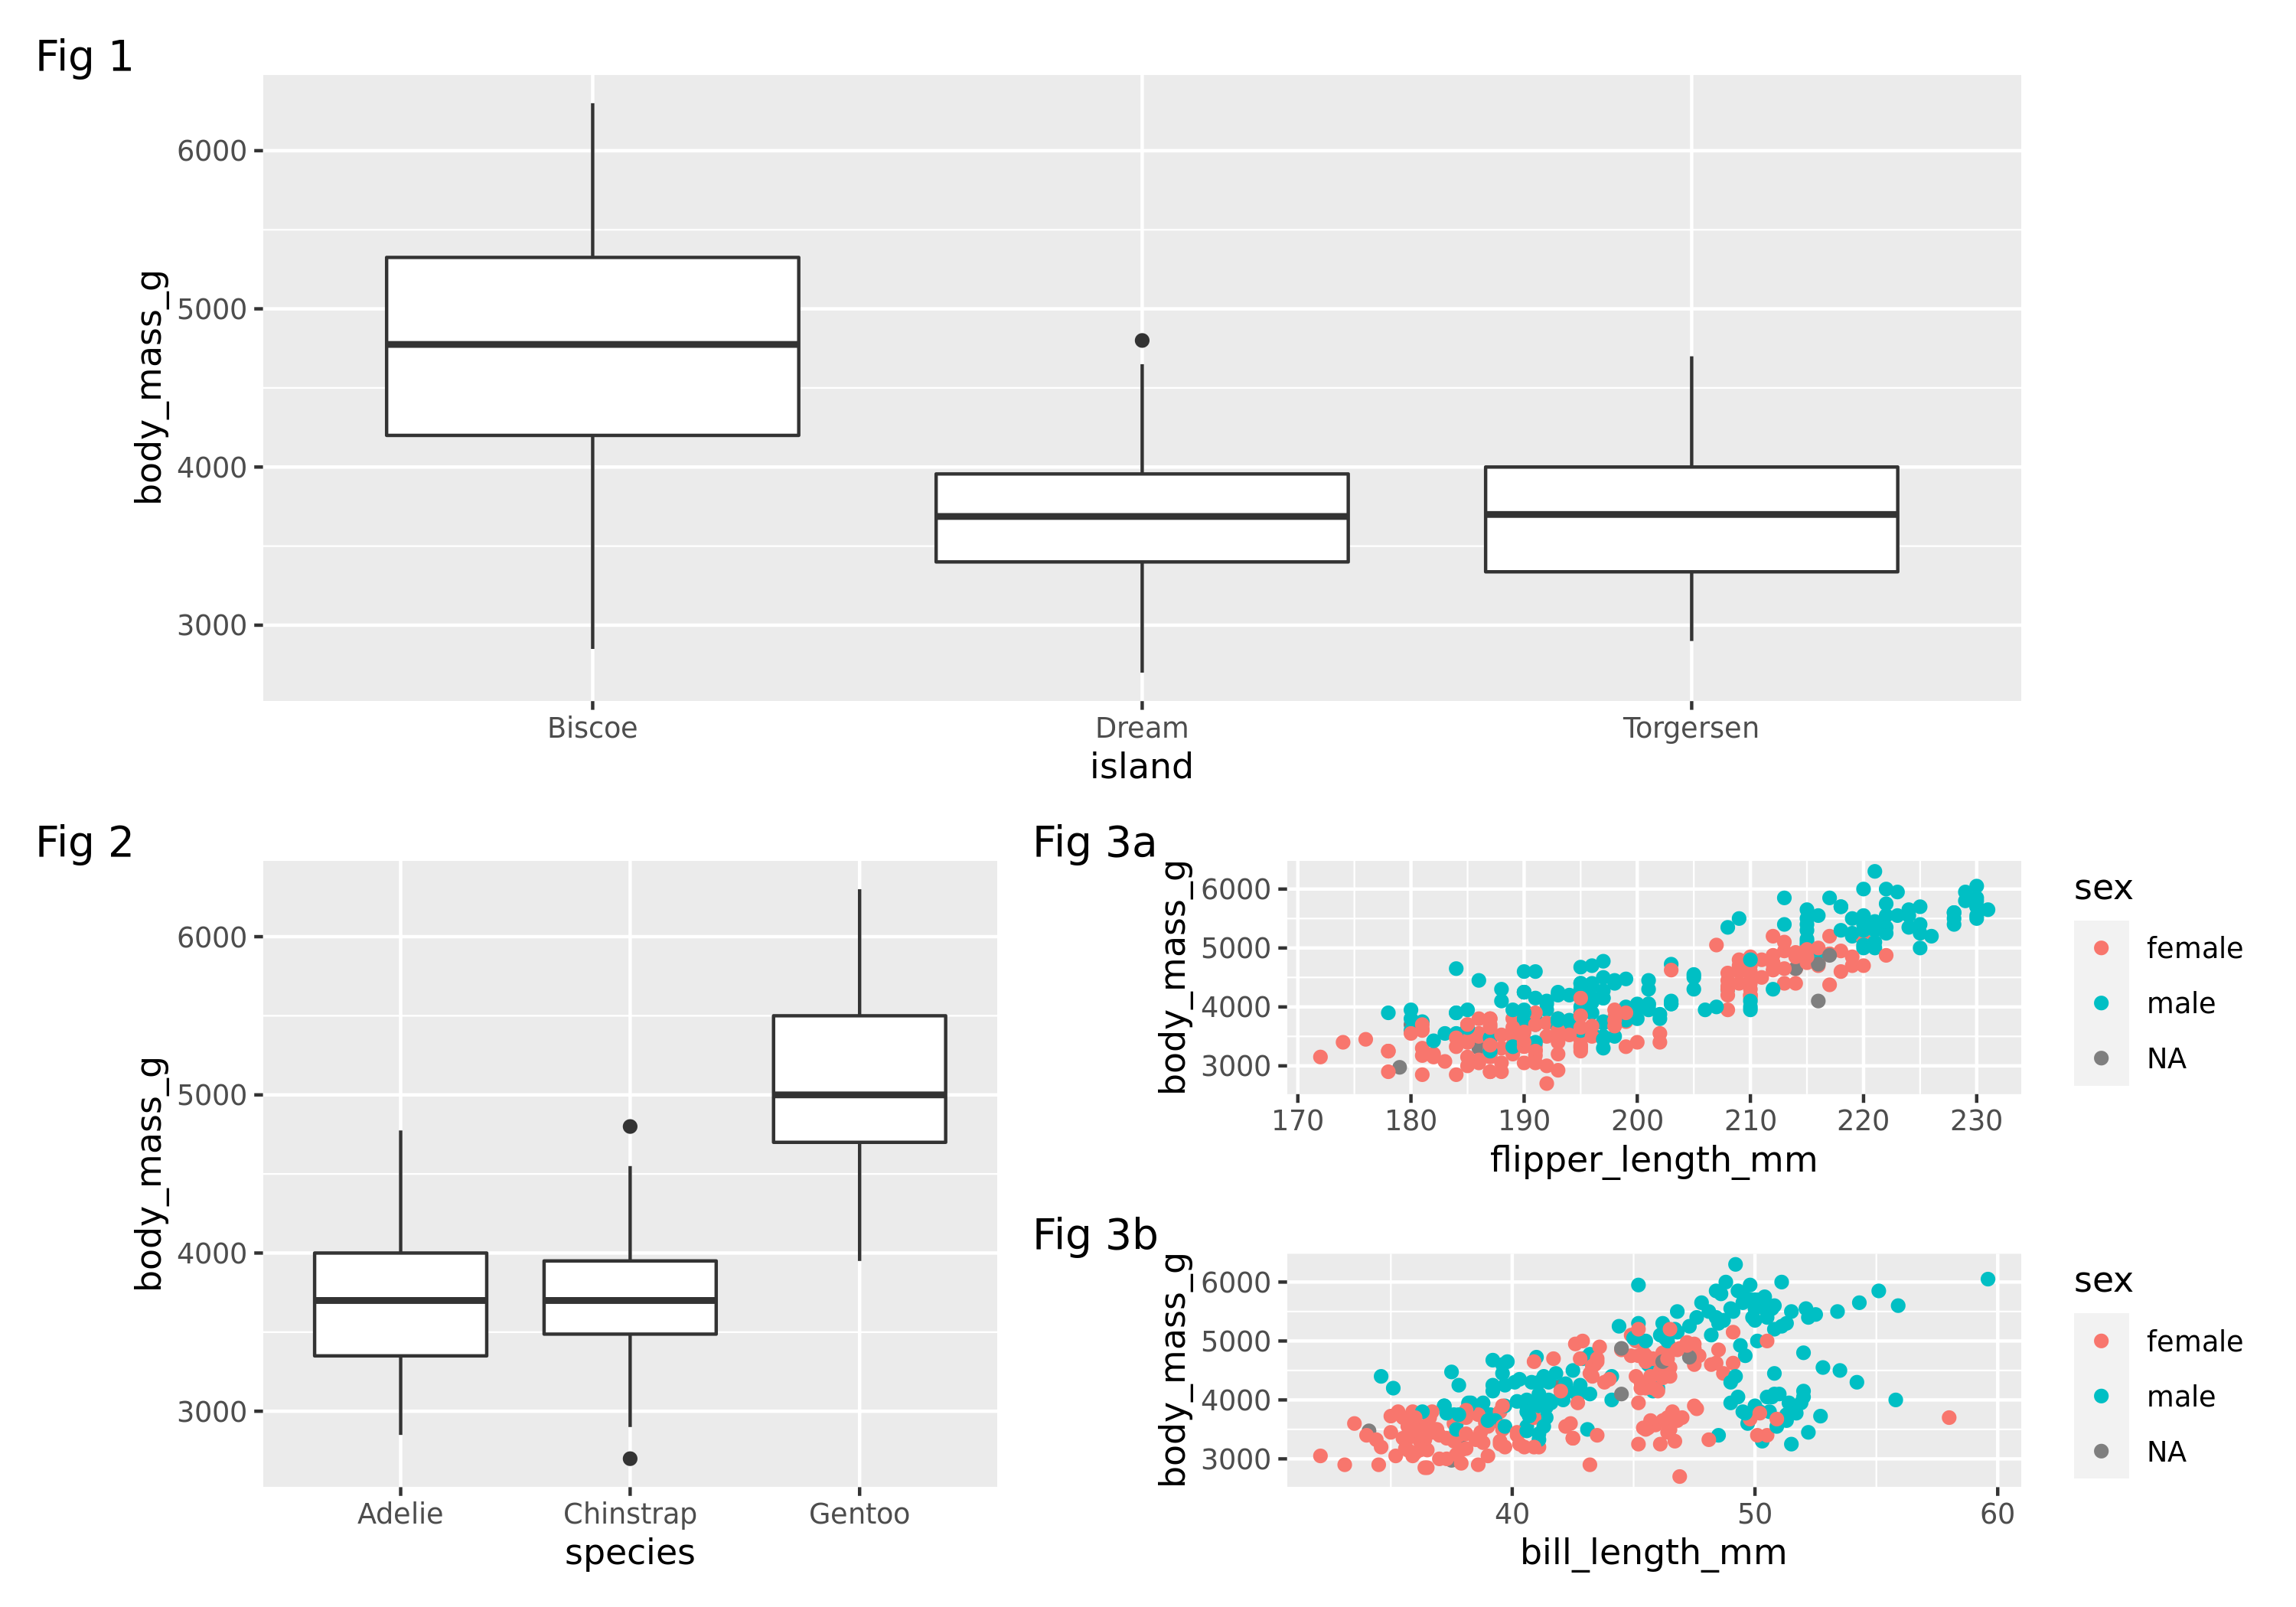 Fig 1
body_mass_g
6000
5000
4000
3000
Biscoe Dream Torgersen
island
Fig 2
body_mass_g
6000
5000
4000
3000
Adelie Chinstrap Gentoo
species
Fig 3a
body_mass_g
6000
5000
4000
3000
170 180 190 200 210 220 230
flipper_length_mm
sex
female
male
NA
Fig 3b
body_mass_g
6000
5000
4000
3000
40 50 60
bill_length_mm
sex
female
male
NA